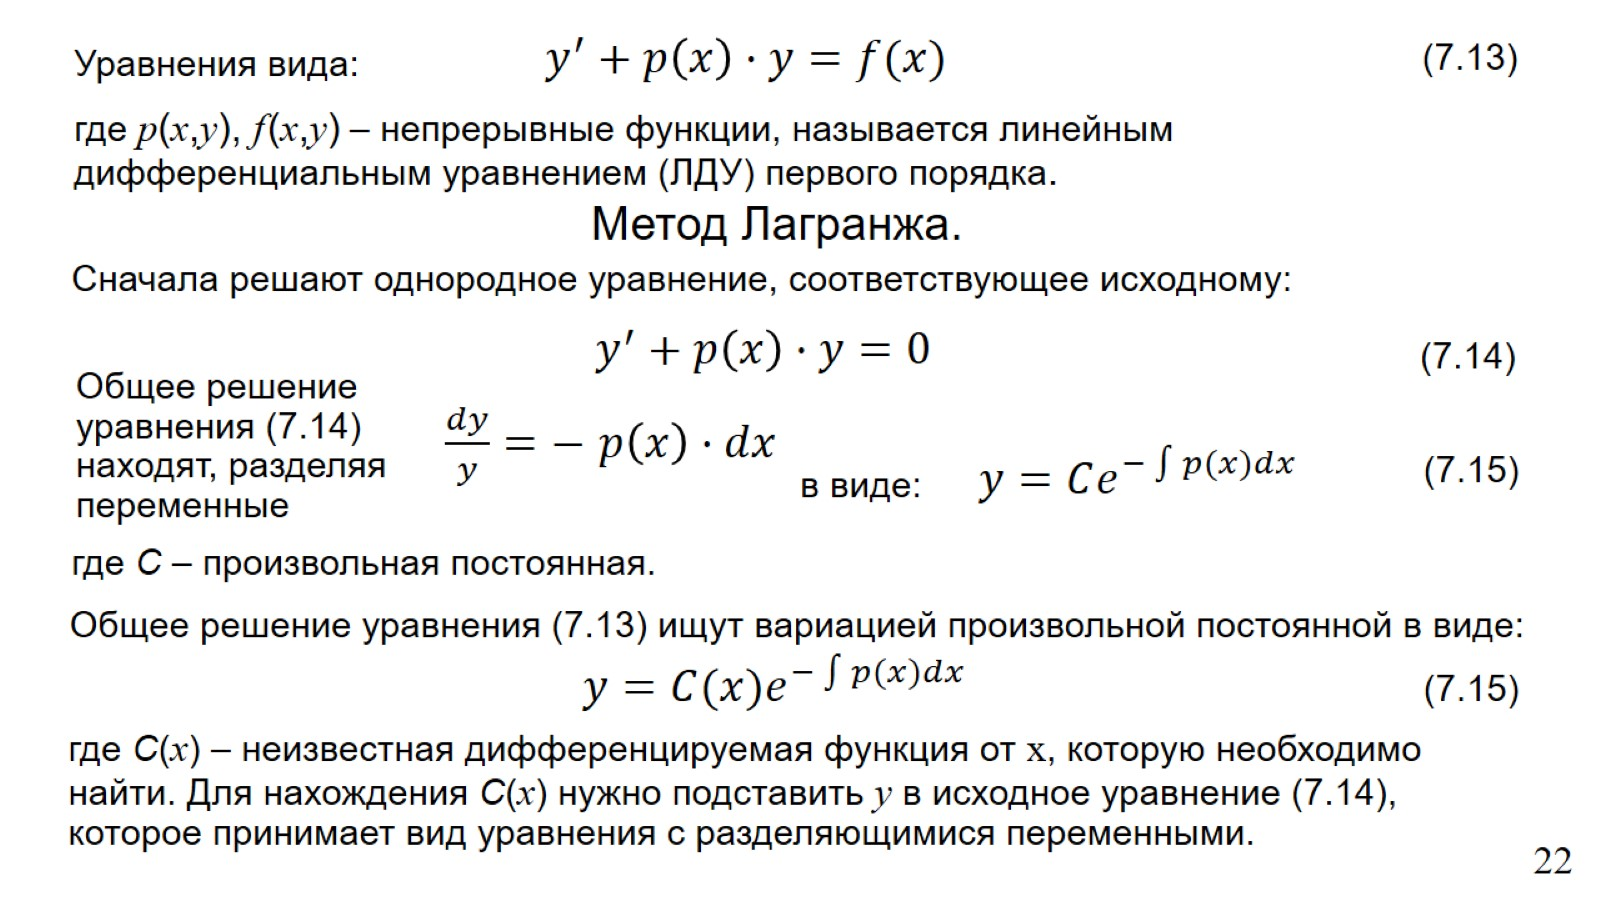 Уравнения вида: y′ + p(x) · y = f(x) (7.13)
где p(x,y), f(x,y) – непрерывные функции, называется линейным
дифференциальным уравнением (ЛДУ) первого порядка.
Метод Лагранжа.
Сначала решают однородное уравнение, соответствующее исходному:
y′ + p(x) · y = 0 (7.14)
Общее решение
уравнения (7.14)
находят, разделяя
переменные
dy/y = − p(x) · dx
в виде: y = Ce^{− ∫ p(x)dx} (7.15)
где C – произвольная постоянная.
Общее решение уравнения (7.13) ищут вариацией произвольной постоянной в виде:
y = C(x)e^{− ∫ p(x)dx} (7.15)
где C(x) – неизвестная дифференцируемая функция от x, которую необходимо
найти. Для нахождения C(x) нужно подставить y в исходное уравнение (7.14),
которое принимает вид уравнения с разделяющимися переменными.
22